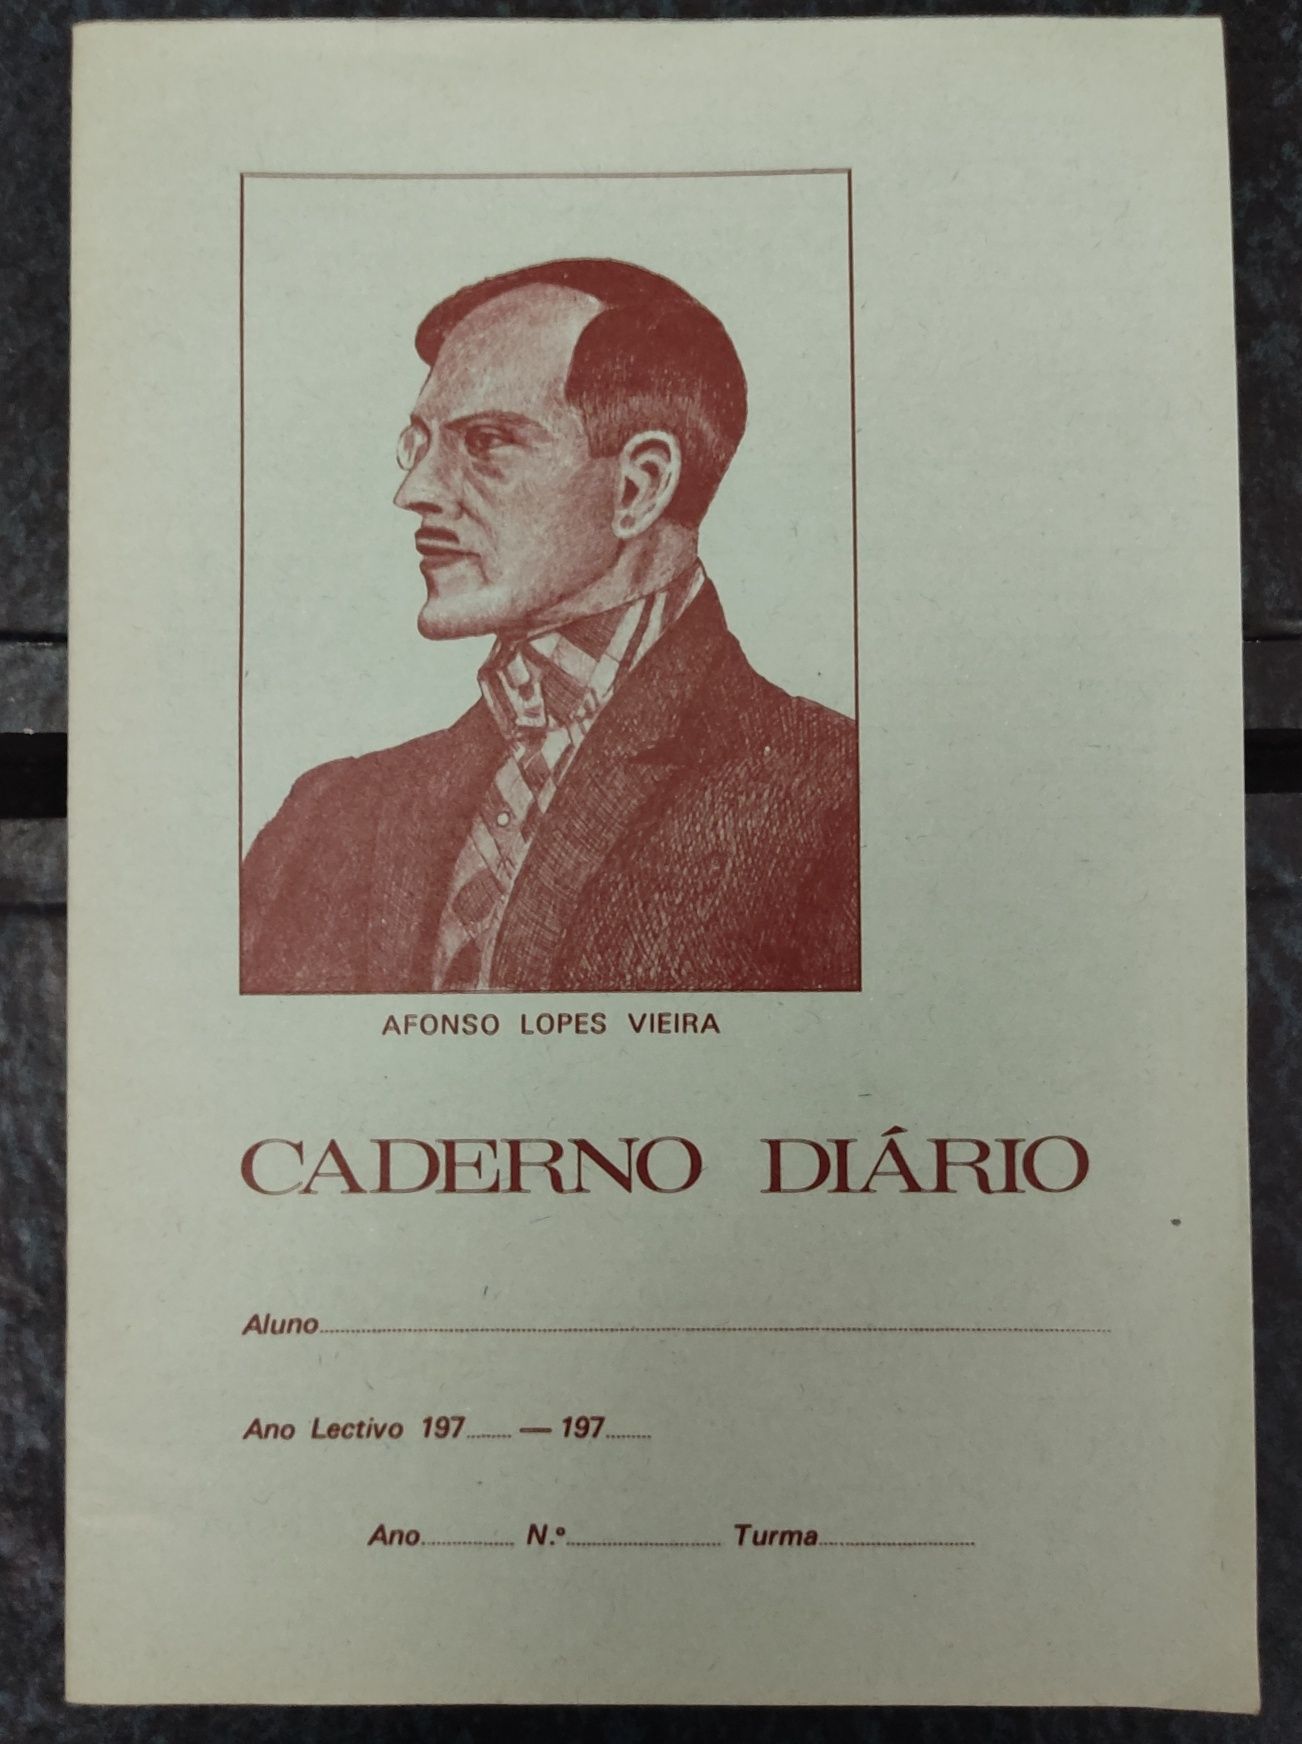 AFONSO LOPES VIEIRA
CADERNO DIÁRIO
Aluno
Ano Lectivo 197 — 197
Ano N.º Turma